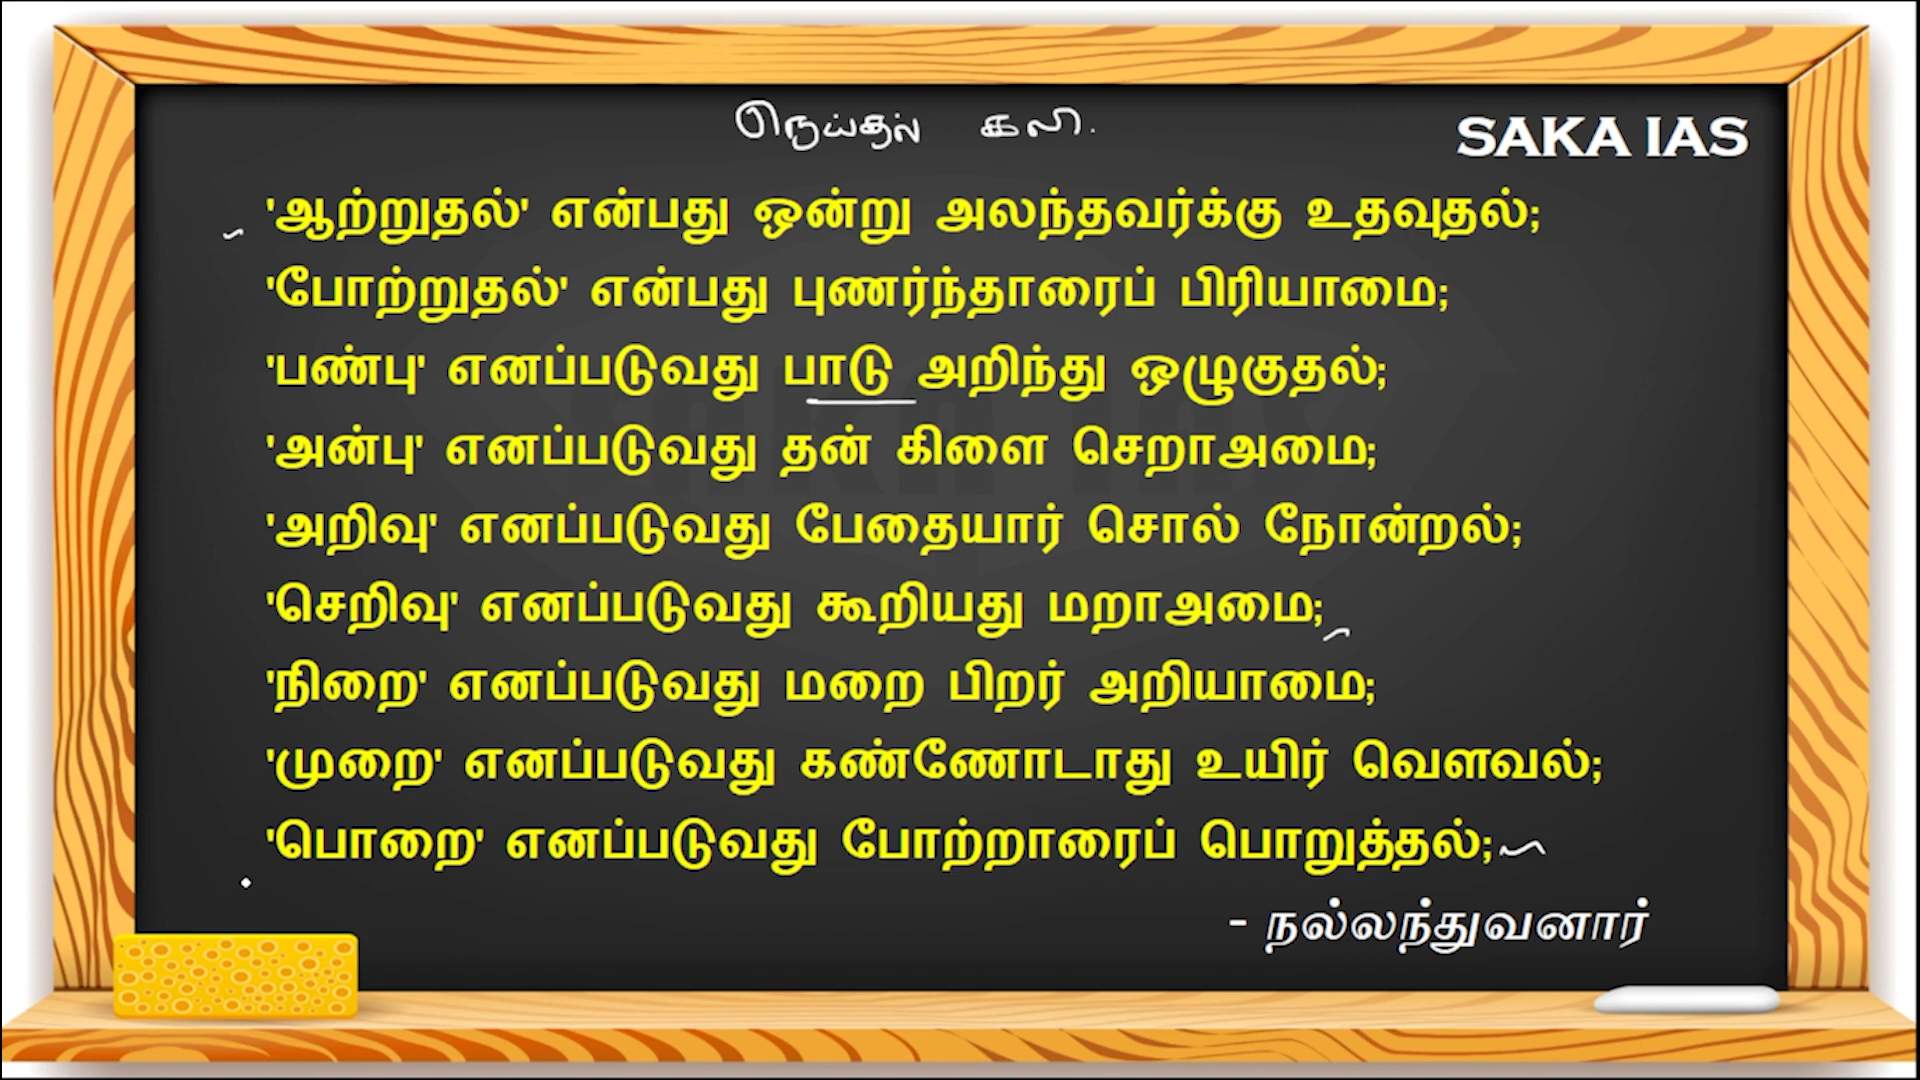 நெய்தல் கலி.
SAKA IAS
'ஆற்றுதல்' என்பது ஒன்று அலந்தவர்க்கு உதவுதல்;
'போற்றுதல்' என்பது புணர்ந்தாரைப் பிரியாமை;
'பண்பு' எனப்படுவது பாடு அறிந்து ஒழுகுதல்;
'அன்பு' எனப்படுவது தன் கிளை செறாஅமை;
'அறிவு' எனப்படுவது பேதையார் சொல் நோன்றல்;
'செறிவு' எனப்படுவது கூறியது மறாஅமை;
'நிறை' எனப்படுவது மறை பிறர் அறியாமை;
'முறை' எனப்படுவது கண்ணோடாது உயிர் வெளவல்;
'பொறை' எனப்படுவது போற்றாரைப் பொறுத்தல்;
- நல்லந்துவனார்